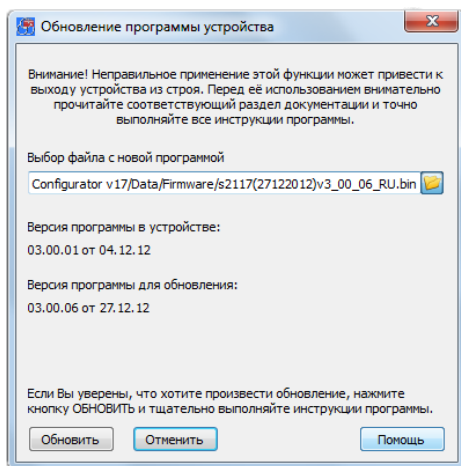 Обновление программы устройства
Внимание! Неправильное применение этой функции может привести к
выходу устройства из строя. Перед её использованием внимательно
прочитайте соответствующий раздел документации и точно
выполняйте все инструкции программы.
Выбор файла с новой программой
Configurator v17/Data/Firmware/s2117(27122012)v3_00_06_RU.bin
Версия программы в устройстве:
03.00.01 от 04.12.12
Версия программы для обновления:
03.00.06 от 27.12.12
Если Вы уверены, что хотите произвести обновление, нажмите
кнопку ОБНОВИТЬ и тщательно выполняйте инструкции программы.
Обновить Отменить Помощь